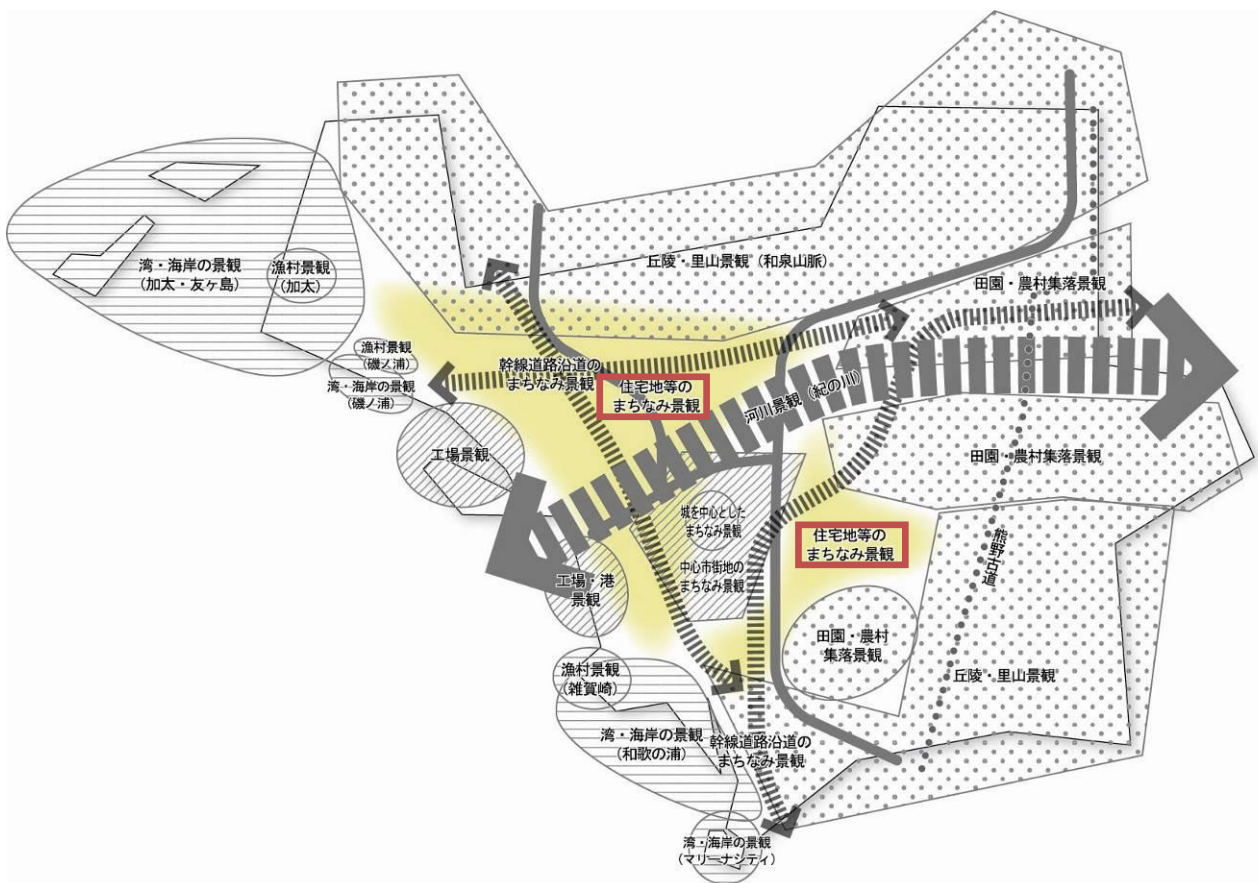 丘陵・里山景観（和泉山脈）
湾・海岸の景観
（加太・友ヶ島）
漁村景観
（加太）
田園・農村集落景観
漁村景観
（磯ノ浦）
湾・海岸の景観
（磯ノ浦）
幹線道路沿道の
まちなみ景観
住宅地等の
まちなみ景観
河川景観（紀の川）
工場景観
田園・農村集落景観
城を中心とした
まちなみ景観
住宅地等の
まちなみ景観
熊野古道
中心市街地の
まちなみ景観
工場・港
景観
田園・農村
集落景観
漁村景観
（雑賀崎）
丘陵・里山景観
湾・海岸の景観
（和歌の浦）
幹線道路沿道の
まちなみ景観
湾・海岸の景観
（マリーナシティ）